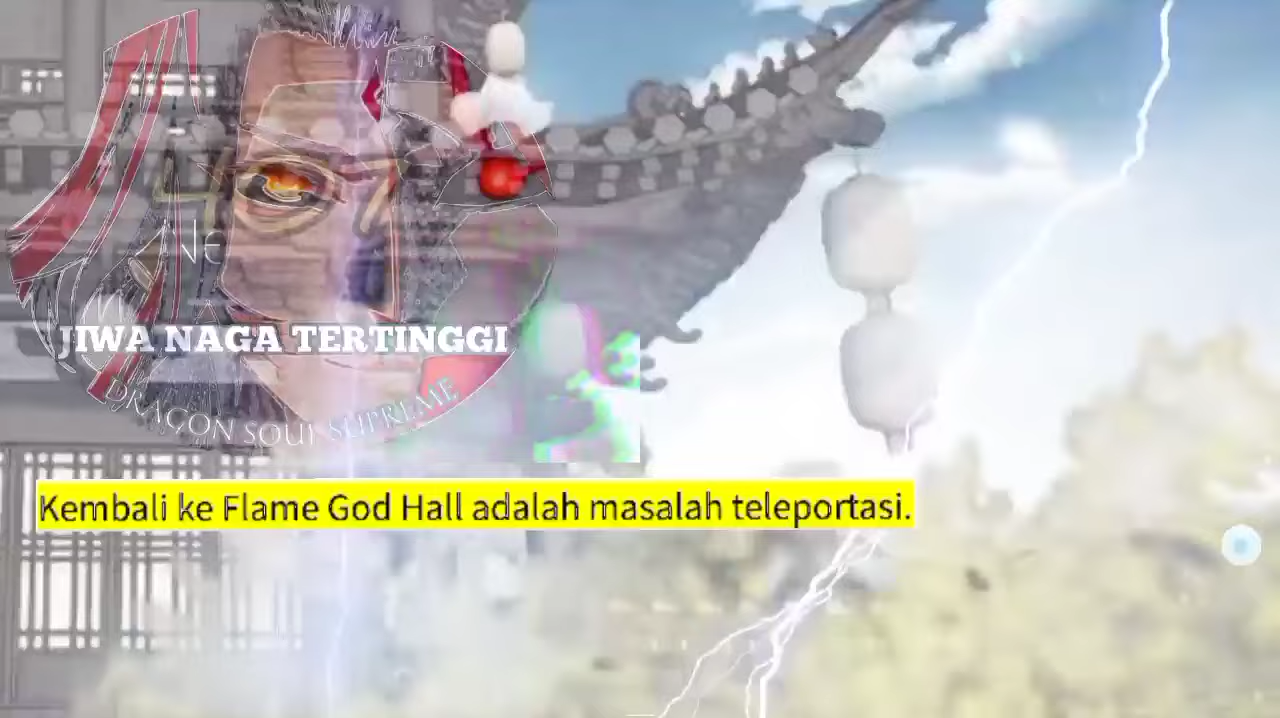 JIWA NAGA TERTINGGI
DRAGON SOUL SUPREME
Kembali ke Flame God Hall adalah masalah teleportasi.